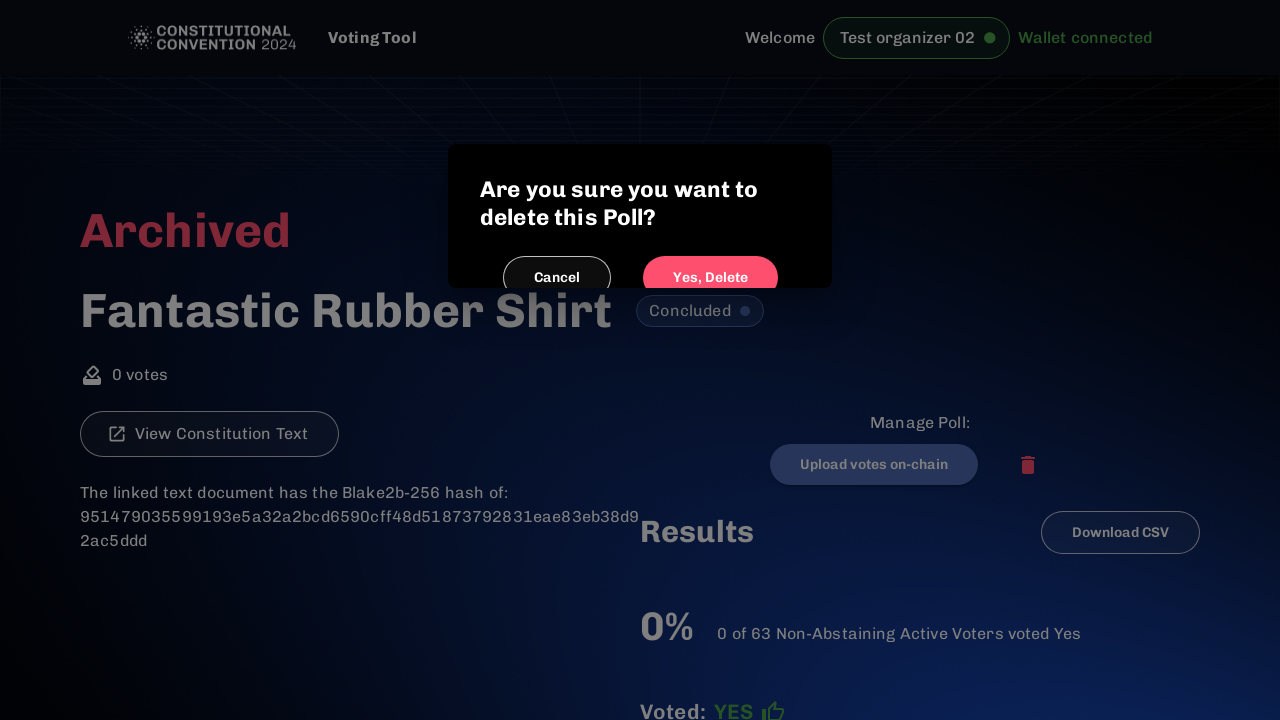 CONSTITUTIONAL
CONVENTION 2024
Voting Tool
Welcome
Test organizer 02
Wallet connected
Are you sure you want to
delete this Poll?
Cancel
Yes, Delete
Archived
Fantastic Rubber Shirt
Concluded
0 votes
View Constitution Text
Manage Poll:
Upload votes on-chain
The linked text document has the Blake2b-256 hash of:
951479035599193e5a32a2bcd6590cff48d51873792831eae83eb38d9
2ac5ddd
Results
Download CSV
0%
0 of 63 Non-Abstaining Active Voters voted Yes
Voted: YES